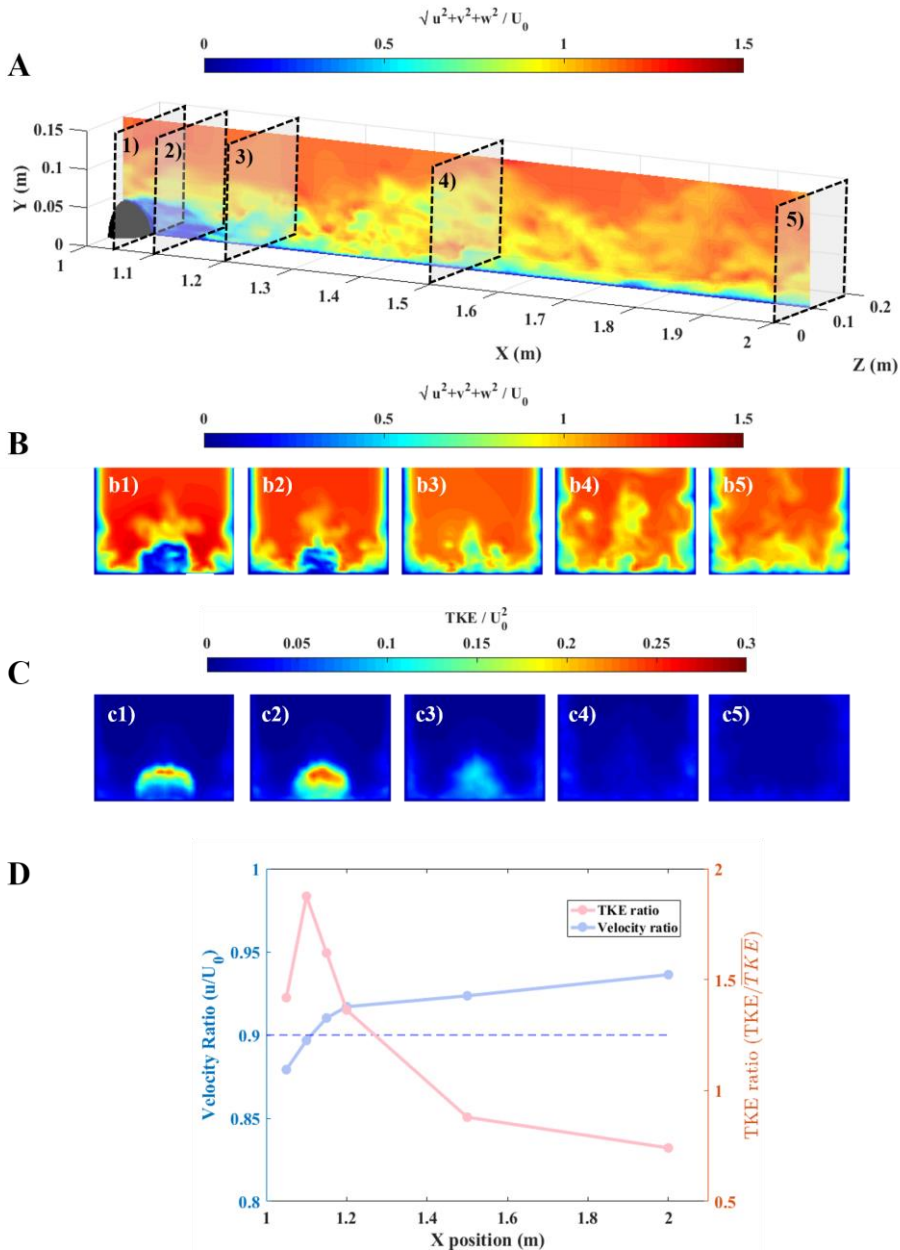 √ u²+v²+w² / U₀
0 0.5 1 1.5
A
0.15
0.1
0.05
0
Y (m)
1) 2) 3) 4) 5)
1 1.1 1.2 1.3 1.4 1.5 1.6 1.7 1.8 1.9 2
0 0.1 0.2
X (m)
Z (m)
√ u²+v²+w² / U₀
B
0 0.5 1 1.5
b1) b2) b3) b4) b5)
TKE / U₀²
0 0.05 0.1 0.15 0.2 0.25 0.3
C
c1) c2) c3) c4) c5)
D
1
0.95
0.9
0.85
0.8
Velocity Ratio (u/U₀)
TKE ratio
Velocity ratio
2
1.5
1
0.5
TKE ratio (TKE/T̅K̅E̅)
1 1.2 1.4 1.6 1.8 2
X position (m)